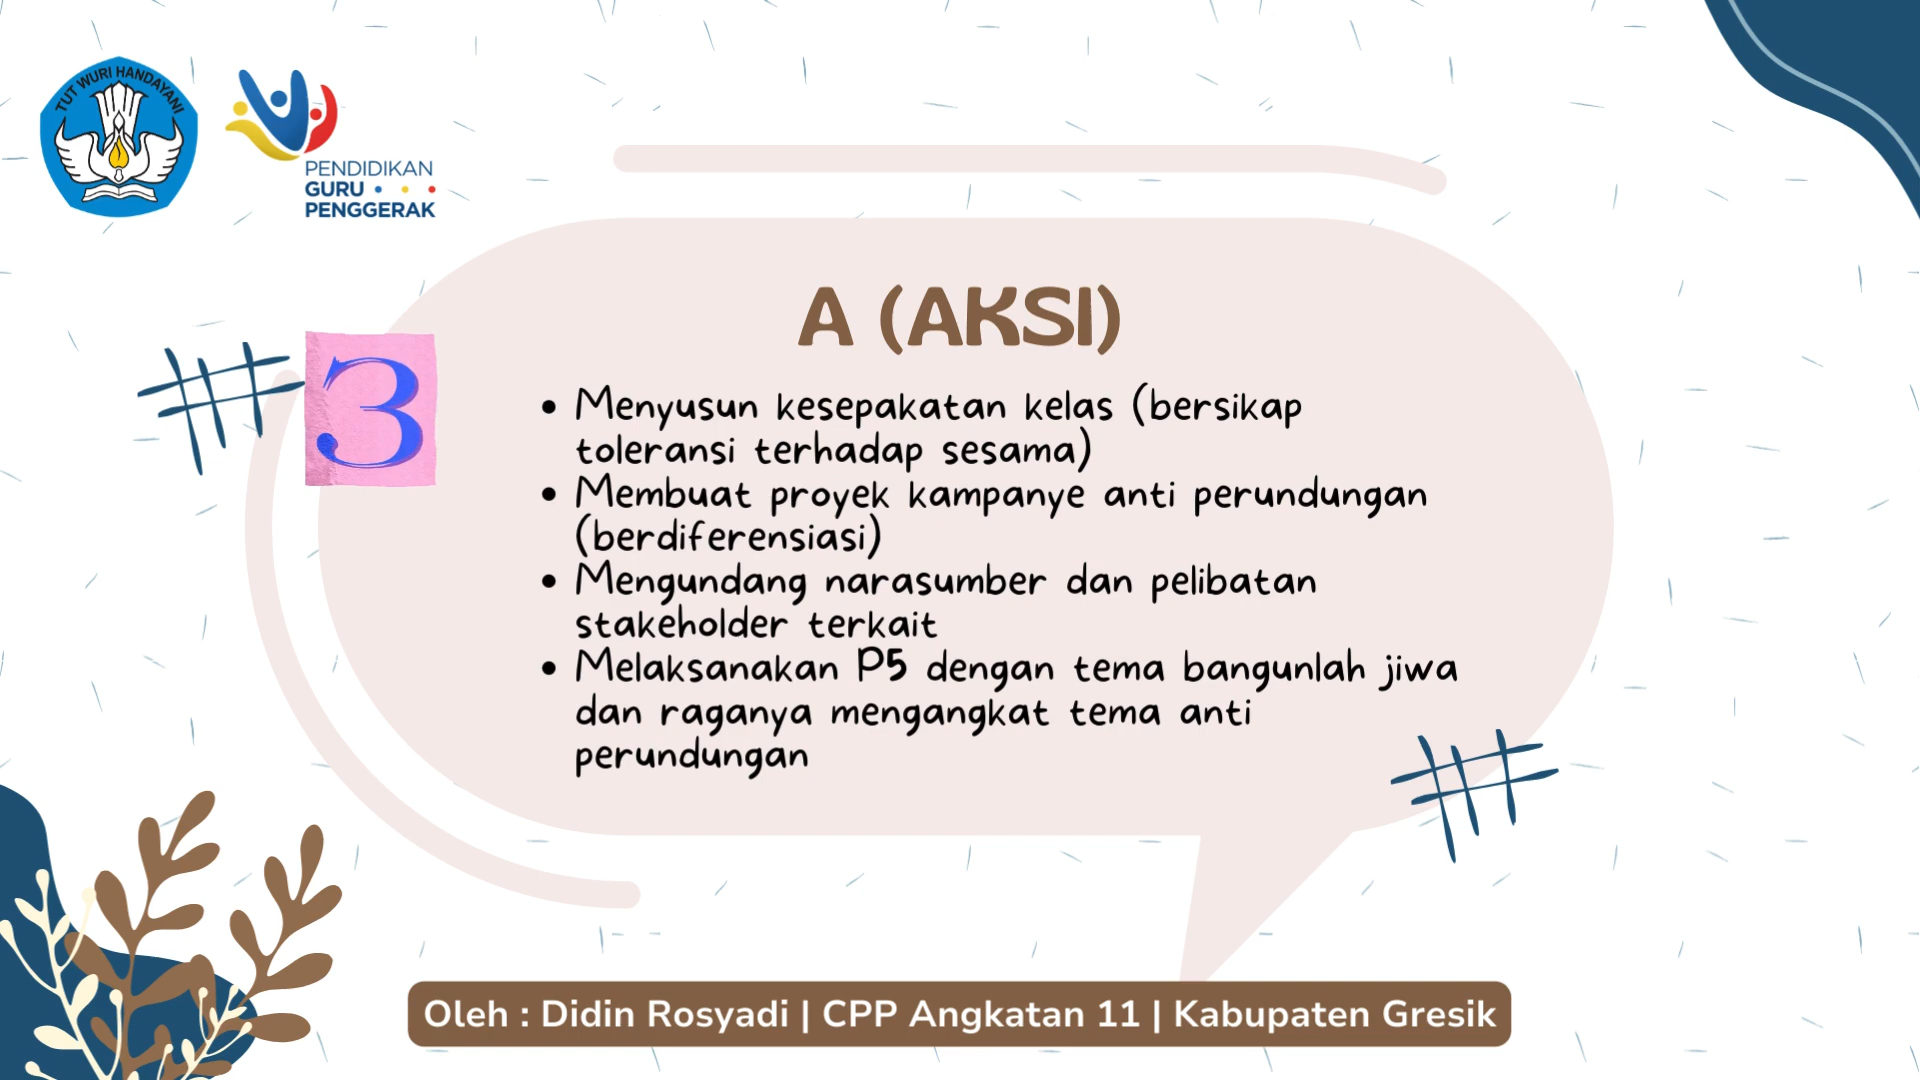 TUT WURI HANDAYANI
PENDIDIKAN
GURU
PENGGERAK
3
A (AKSI)
• Menyusun kesepakatan kelas (bersikap
toleransi terhadap sesama)
• Membuat proyek kampanye anti perundungan
(berdiferensiasi)
• Mengundang narasumber dan pelibatan
stakeholder terkait
• Melaksanakan P5 dengan tema bangunlah jiwa
dan raganya mengangkat tema anti
perundungan
Oleh : Didin Rosyadi | CPP Angkatan 11 | Kabupaten Gresik